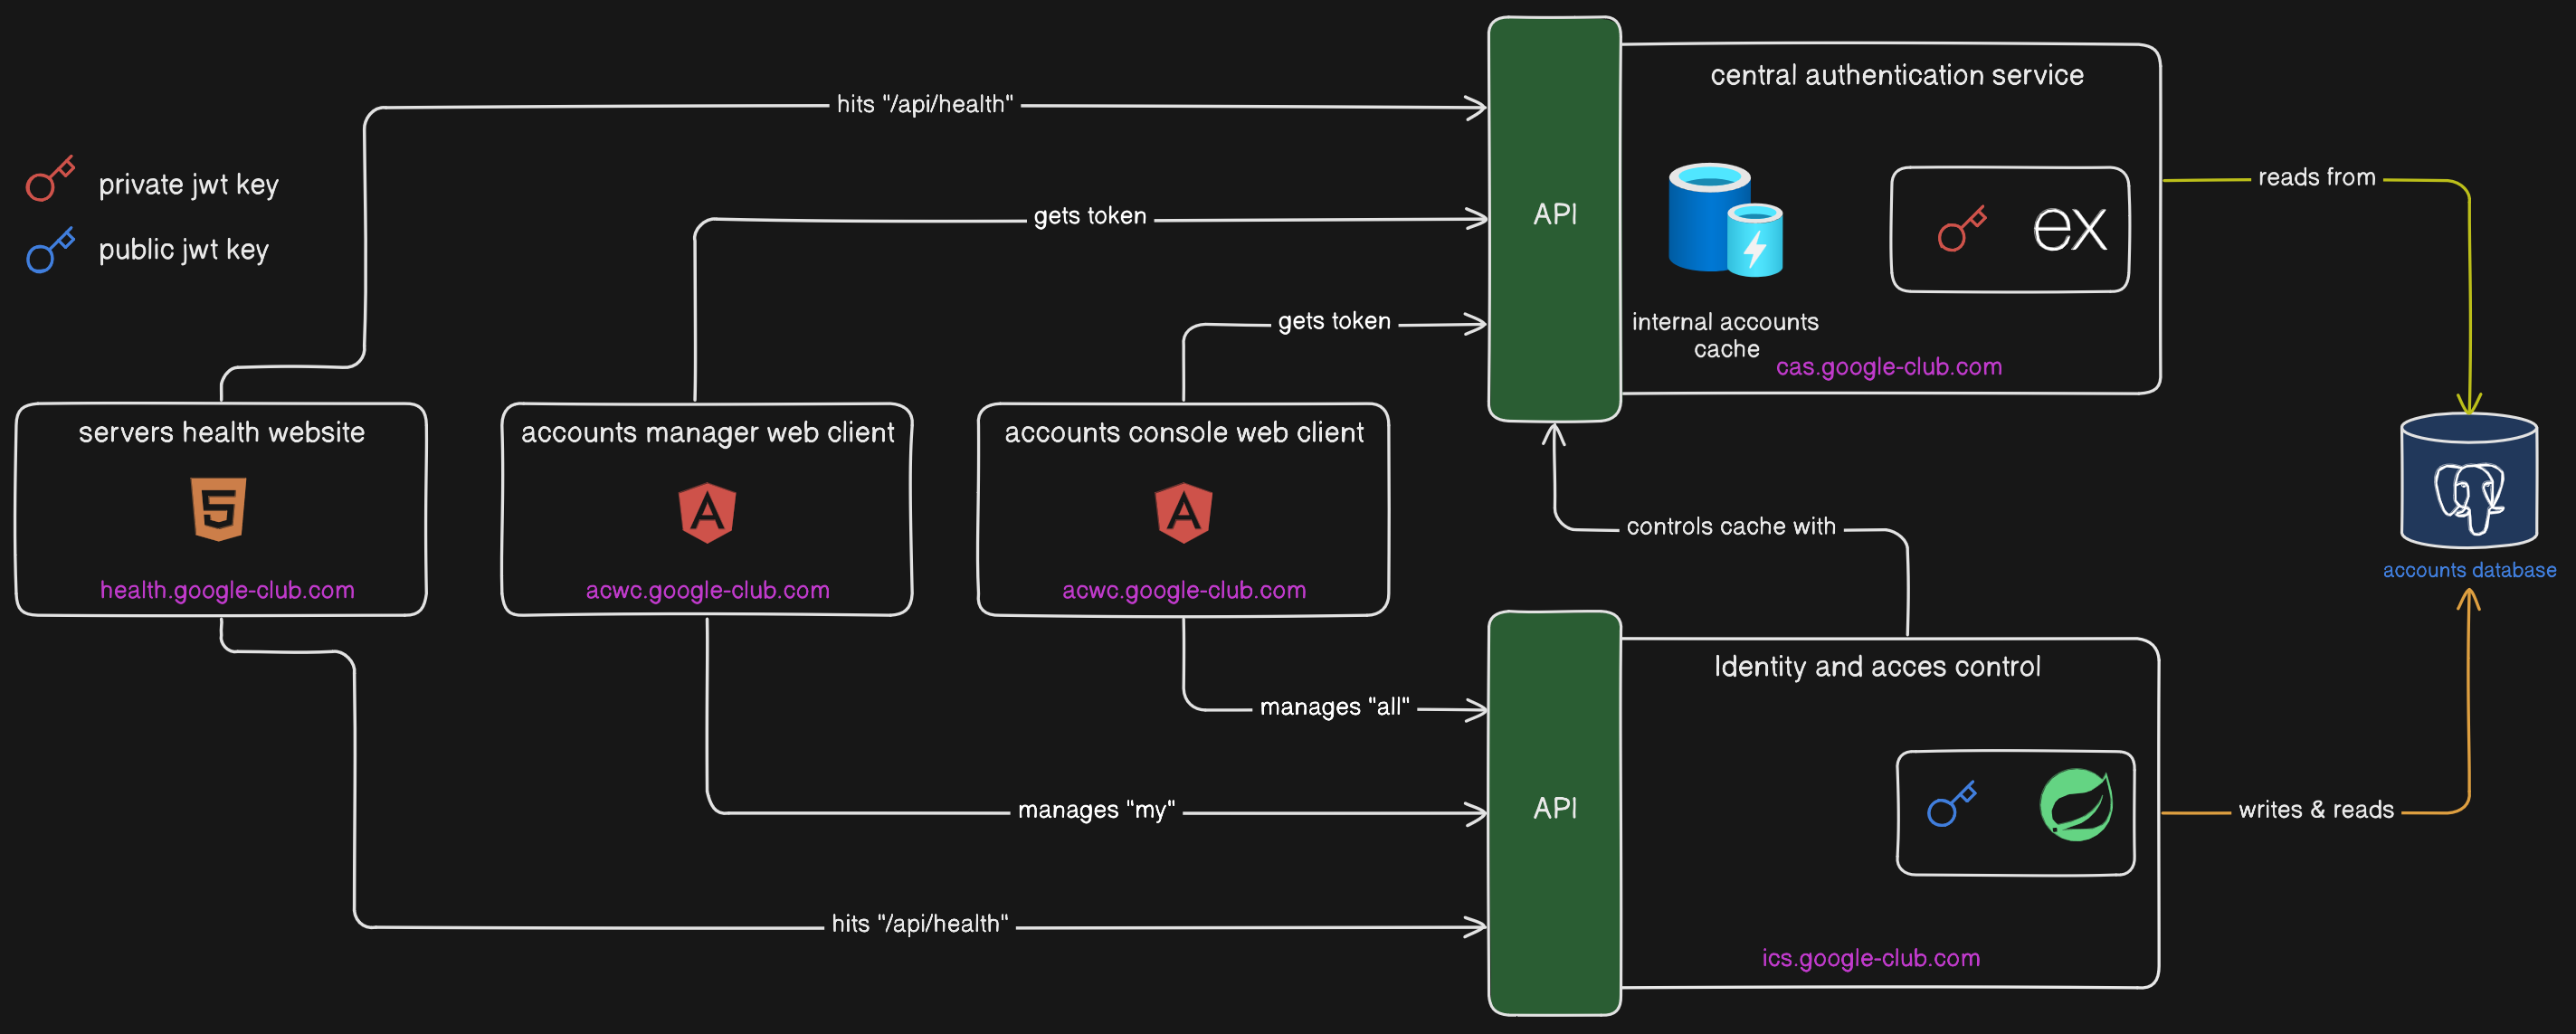 central authentication service
hits "/api/health"
private jwt key
reads from
gets token
API
ex
public jwt key
gets token
internal accounts
cache
cas.google-club.com
servers health website
accounts manager web client
accounts console web client
5
A
A
controls cache with
accounts database
health.google-club.com
acwc.google-club.com
acwc.google-club.com
Identity and acces control
manages "all"
manages "my"
API
writes & reads
hits "/api/health"
ics.google-club.com